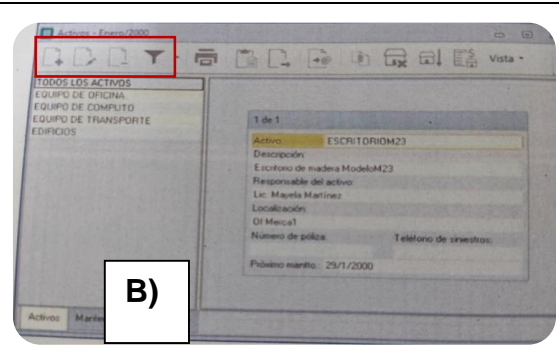 Activos - Enero/2000
Vista
TODOS LOS ACTIVOS
EQUIPO DE OFICINA
EQUIPO DE COMPUTO
EQUIPO DE TRANSPORTE
EDIFICIOS
1 de 1
Activo: ESCRITORIOM23
Descripción:
Escritorio de madera ModeloM23
Responsable del activo:
Lic. Mayela Martínez
Localización:
Of Merca1
Número de póliza: Teléfono de siniestros:
Próximo mantto.: 29/1/2000
B)
Activos